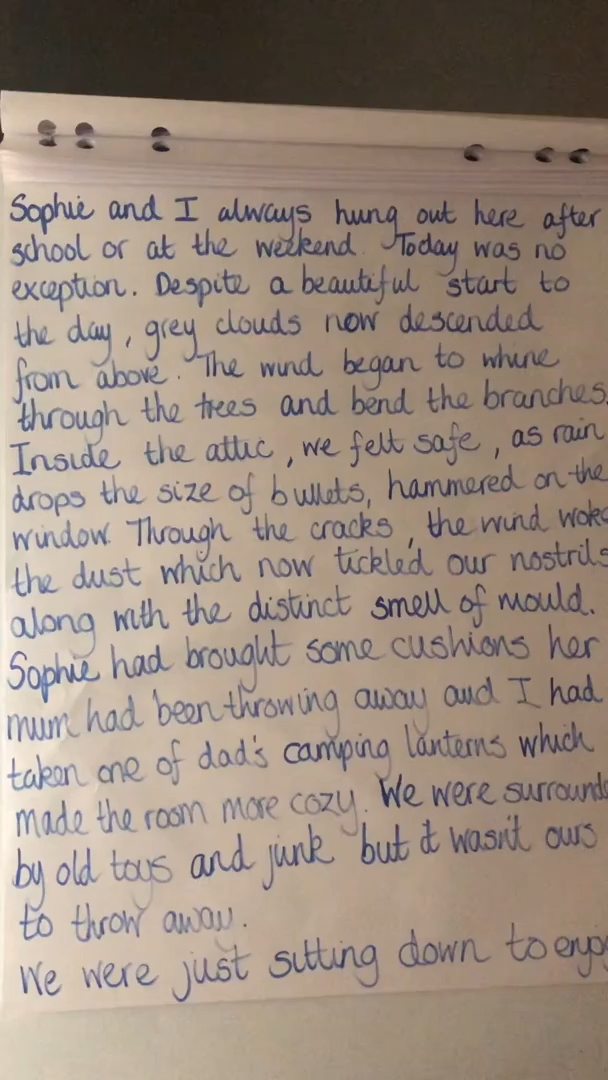 Sophie and I always hung out here after
school or at the weekend. Today was no
exception. Despite a beautiful start to
the day, grey clouds now descended
from above. The wind began to whine
through the trees and bend the branches.
Inside the attic, we felt safe, as rain
drops the size of bullets, hammered on the
window. Through the cracks, the wind woke
the dust which now tickled our nostrils
along with the distinct smell of mould.
Sophie had brought some cushions her
mum had been throwing away and I had
taken one of dad's camping lanterns which
made the room more cozy. We were surround
by old toys and junk but it wasn't ours
to throw away.
We were just sitting down to enjo